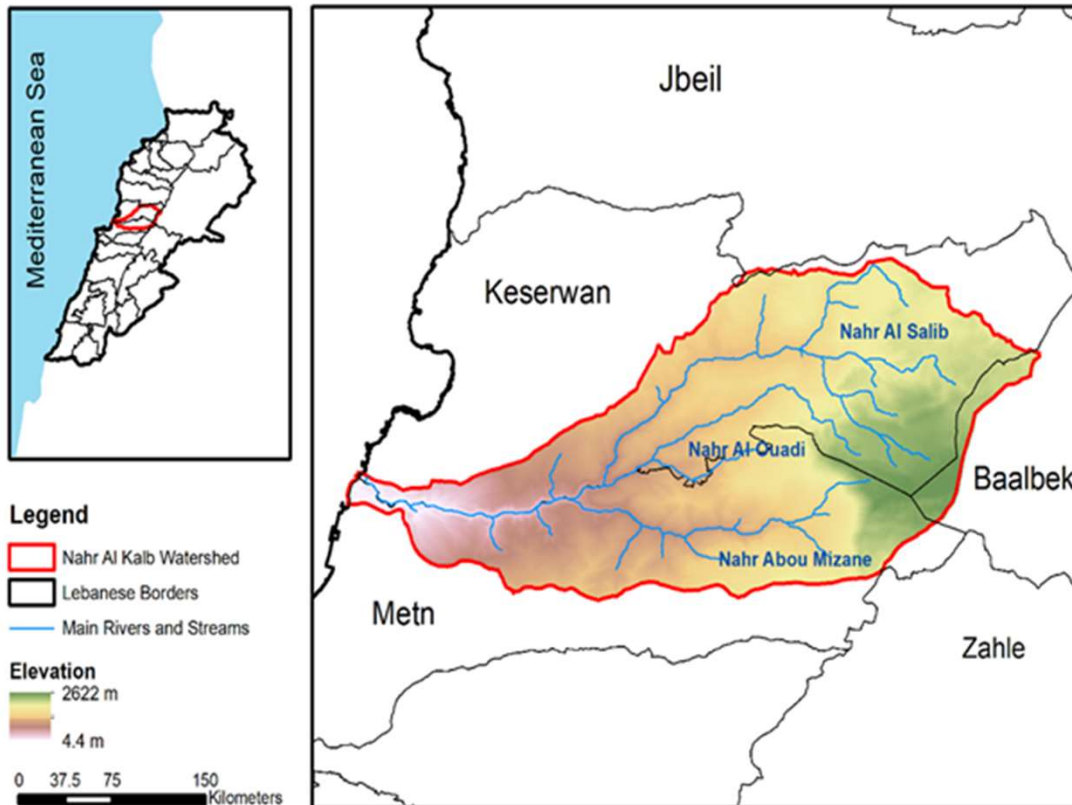 Mediterranean Sea
Jbeil
Keserwan
Nahr Al Salib
Nahr Al Ouadi
Baalbek
Nahr Abou Mizane
Metn
Zahle
Legend
Nahr Al Kalb Watershed
Lebanese Borders
Main Rivers and Streams
Elevation
2622 m
4.4 m
0 37.5 75 150
Kilometers